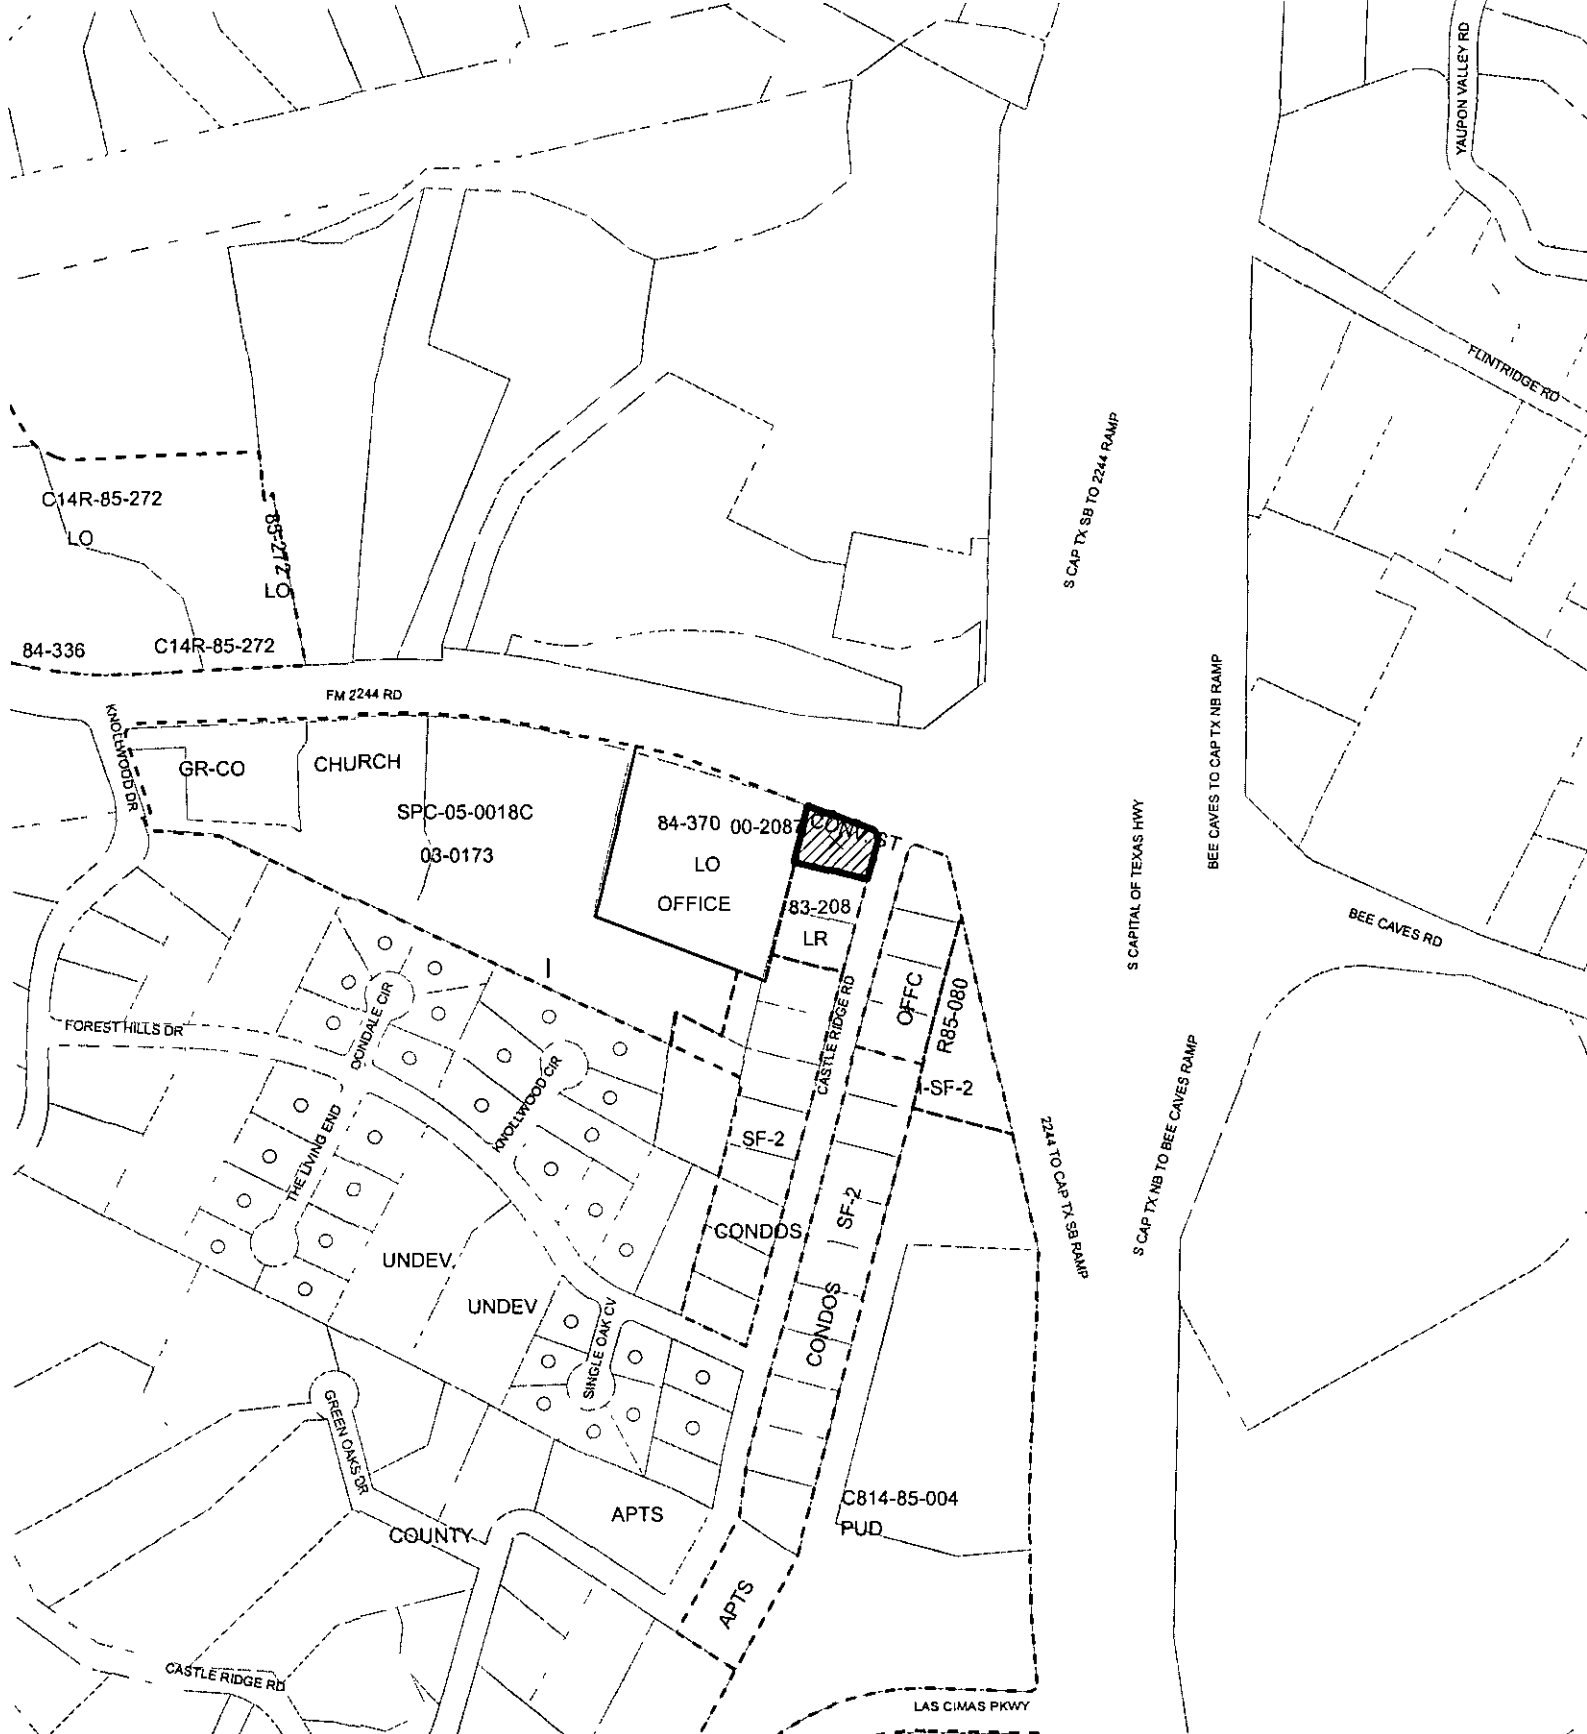 YAUPON VALLEY RD
FLINTRIDGE RD
S CAP TX SB TO 2244 RAMP
C14R-85-272
LO
85-272
LO
84-336
C14R-85-272
FM 2244 RD
KNOLLWOOD DR
GR-CO
CHURCH
SPC-05-0018C
03-0173
84-370
00-2087
CONV. ST
LO
OFFICE
83-208
LR
BEE CAVES TO CAP TX NB RAMP
S CAPITAL OF TEXAS HWY
BEE CAVES RD
OFFC
R85-080
CASTLE RIDGE RD
I
DONDALE CIR
FOREST HILLS DR
KNOLLWOOD CIR
I-SF-2
THE LIVING END
SF-2
2244 TO CAP TX SB RAMP
S CAP TX NB TO BEE CAVES RAMP
SF-2
CONDOS
UNDEV.
UNDEV
CONDOS
SINGLE OAK CV
GREEN OAKS DR
C814-85-004
PUD
APTS
COUNTY
APTS
CASTLE RIDGE RD
LAS CIMAS PKWY